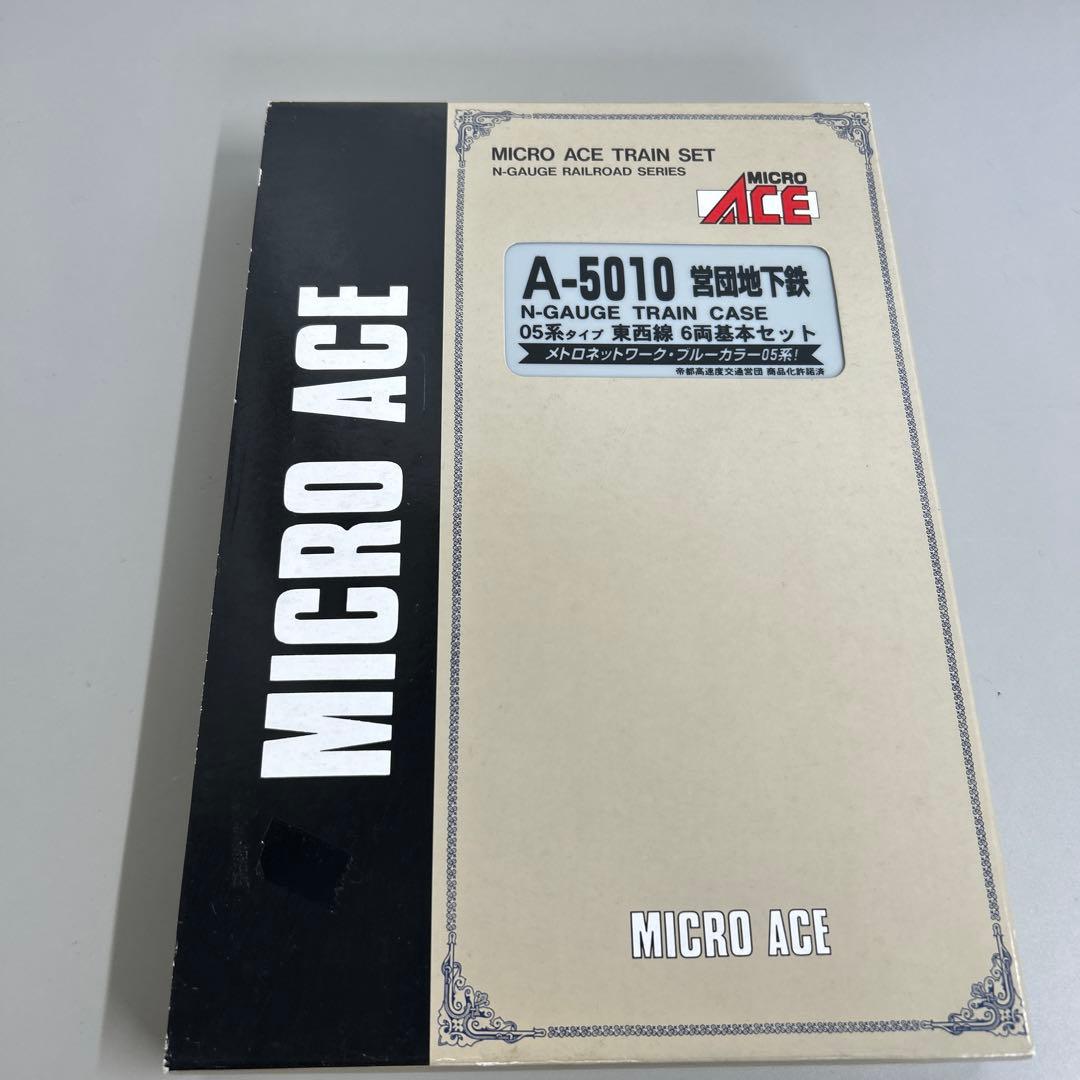 MICRO ACE
MICRO ACE TRAIN SET
N-GAUGE RAILROAD SERIES
MICRO
ACE
A-5010 営団地下鉄
N-GAUGE TRAIN CASE
05系タイプ 東西線 6両基本セット
メトロネットワーク・ブルーカラー05系!
帝都高速度交通営団 商品化許諾済
MICRO ACE